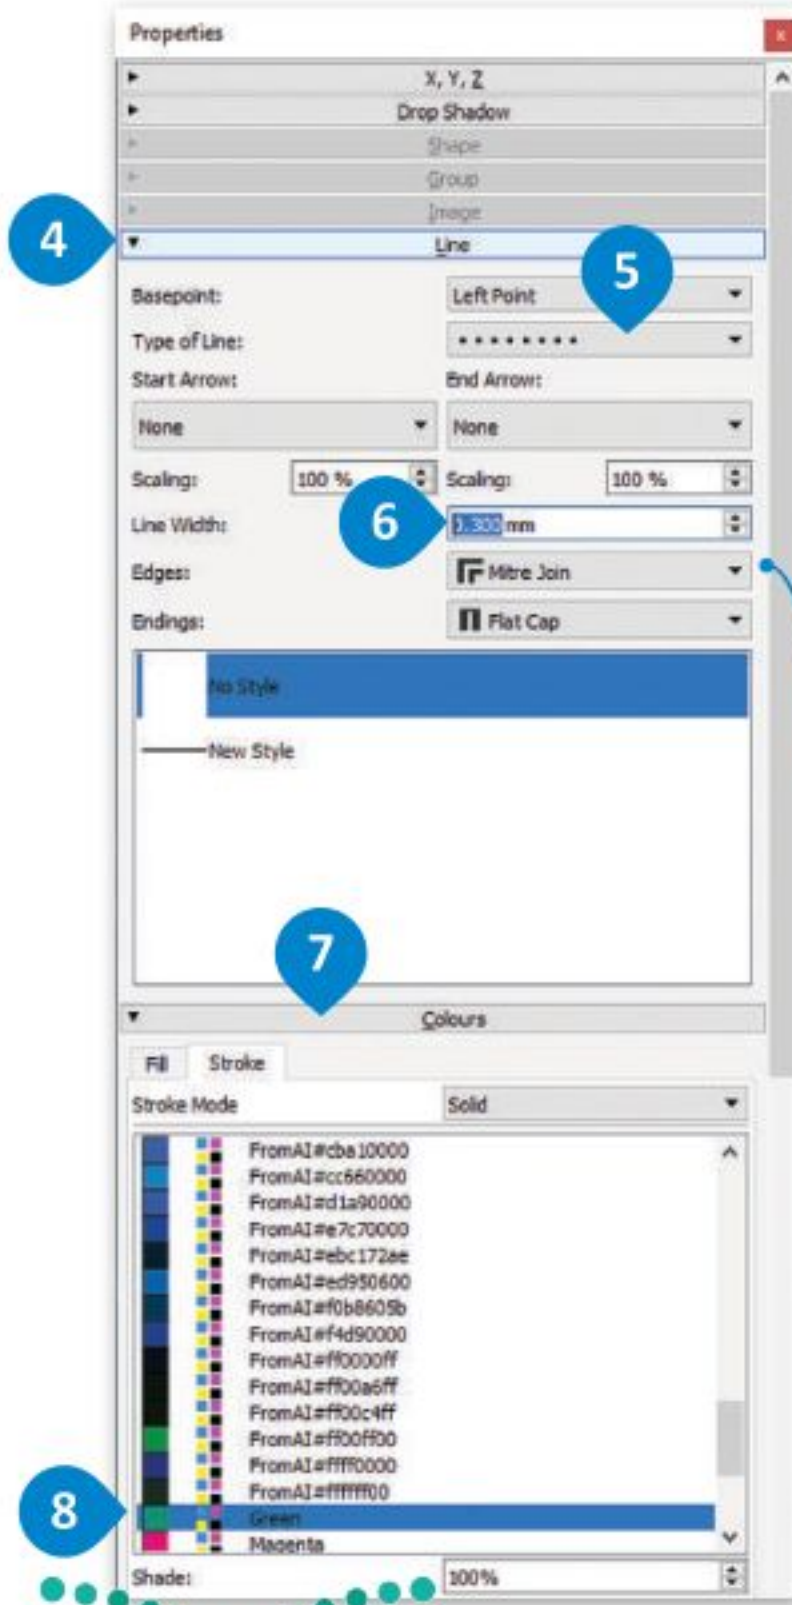 Properties
x
X, Y, Z
Drop Shadow
Shape
Group
Image
4
Line
5
Basepoint: Left Point
Type of Line:
Start Arrow: End Arrow:
None None
Scaling: 100 % Scaling: 100 %
6
Line Width: mm
Edges: Mitre Join
Endings: Flat Cap
No Style
New Style
7
Colours
Fill Stroke
Stroke Mode Solid
FromAI#cba10000
FromAI#cc660000
FromAI#d1a90000
FromAI#e7c70000
FromAI#ebc172ae
FromAI#ed950600
FromAI#f0b8605b
FromAI#f4d90000
FromAI#ff0000ff
FromAI#ff00a6ff
FromAI#ff00c4ff
FromAI#ff00ff00
FromAI#ffff0000
FromAI#ffffff00
8
Green
Magenta
Shade: 100%